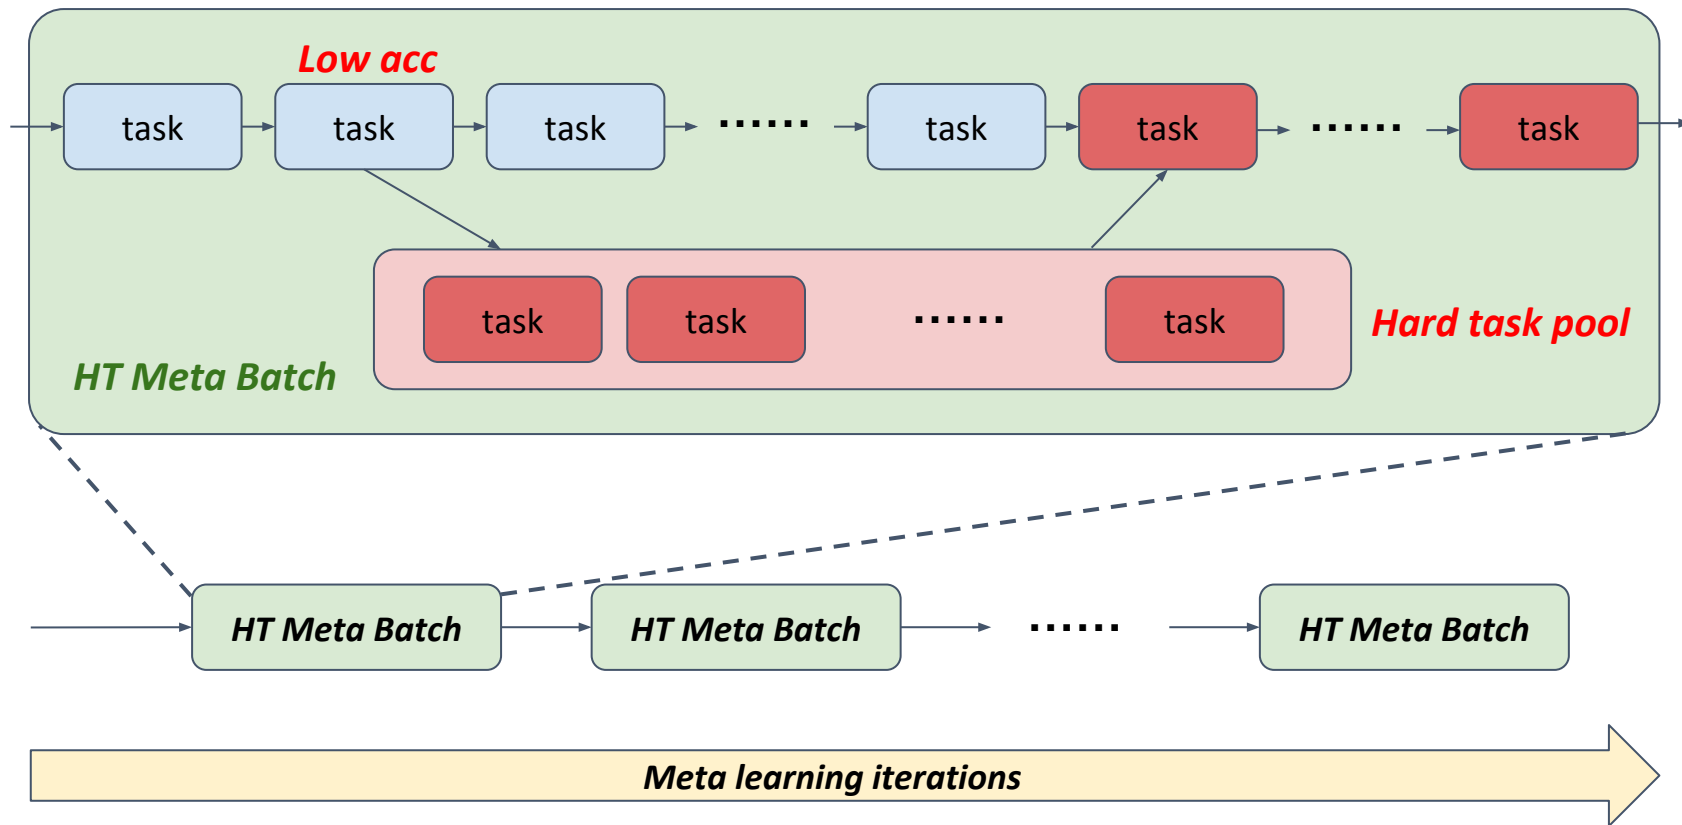 Low acc
task
task
task
......
task
task
......
task
task
task
......
task
Hard task pool
HT Meta Batch
HT Meta Batch
HT Meta Batch
......
HT Meta Batch
Meta learning iterations